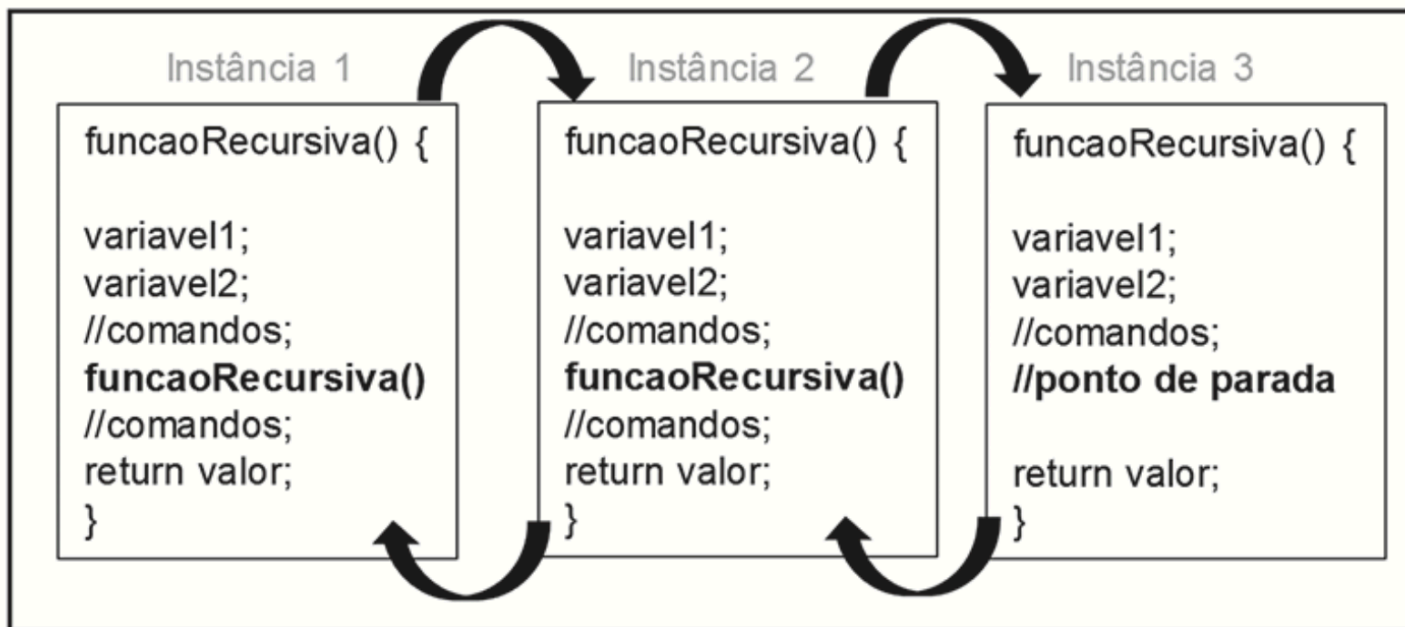 Instância 1
funcaoRecursiva() {
variavel1;
variavel2;
//comandos;
funcaoRecursiva()
//comandos;
return valor;
}
Instância 2
funcaoRecursiva() {
variavel1;
variavel2;
//comandos;
funcaoRecursiva()
//comandos;
return valor;
}
Instância 3
funcaoRecursiva() {
variavel1;
variavel2;
//comandos;
//ponto de parada
return valor;
}